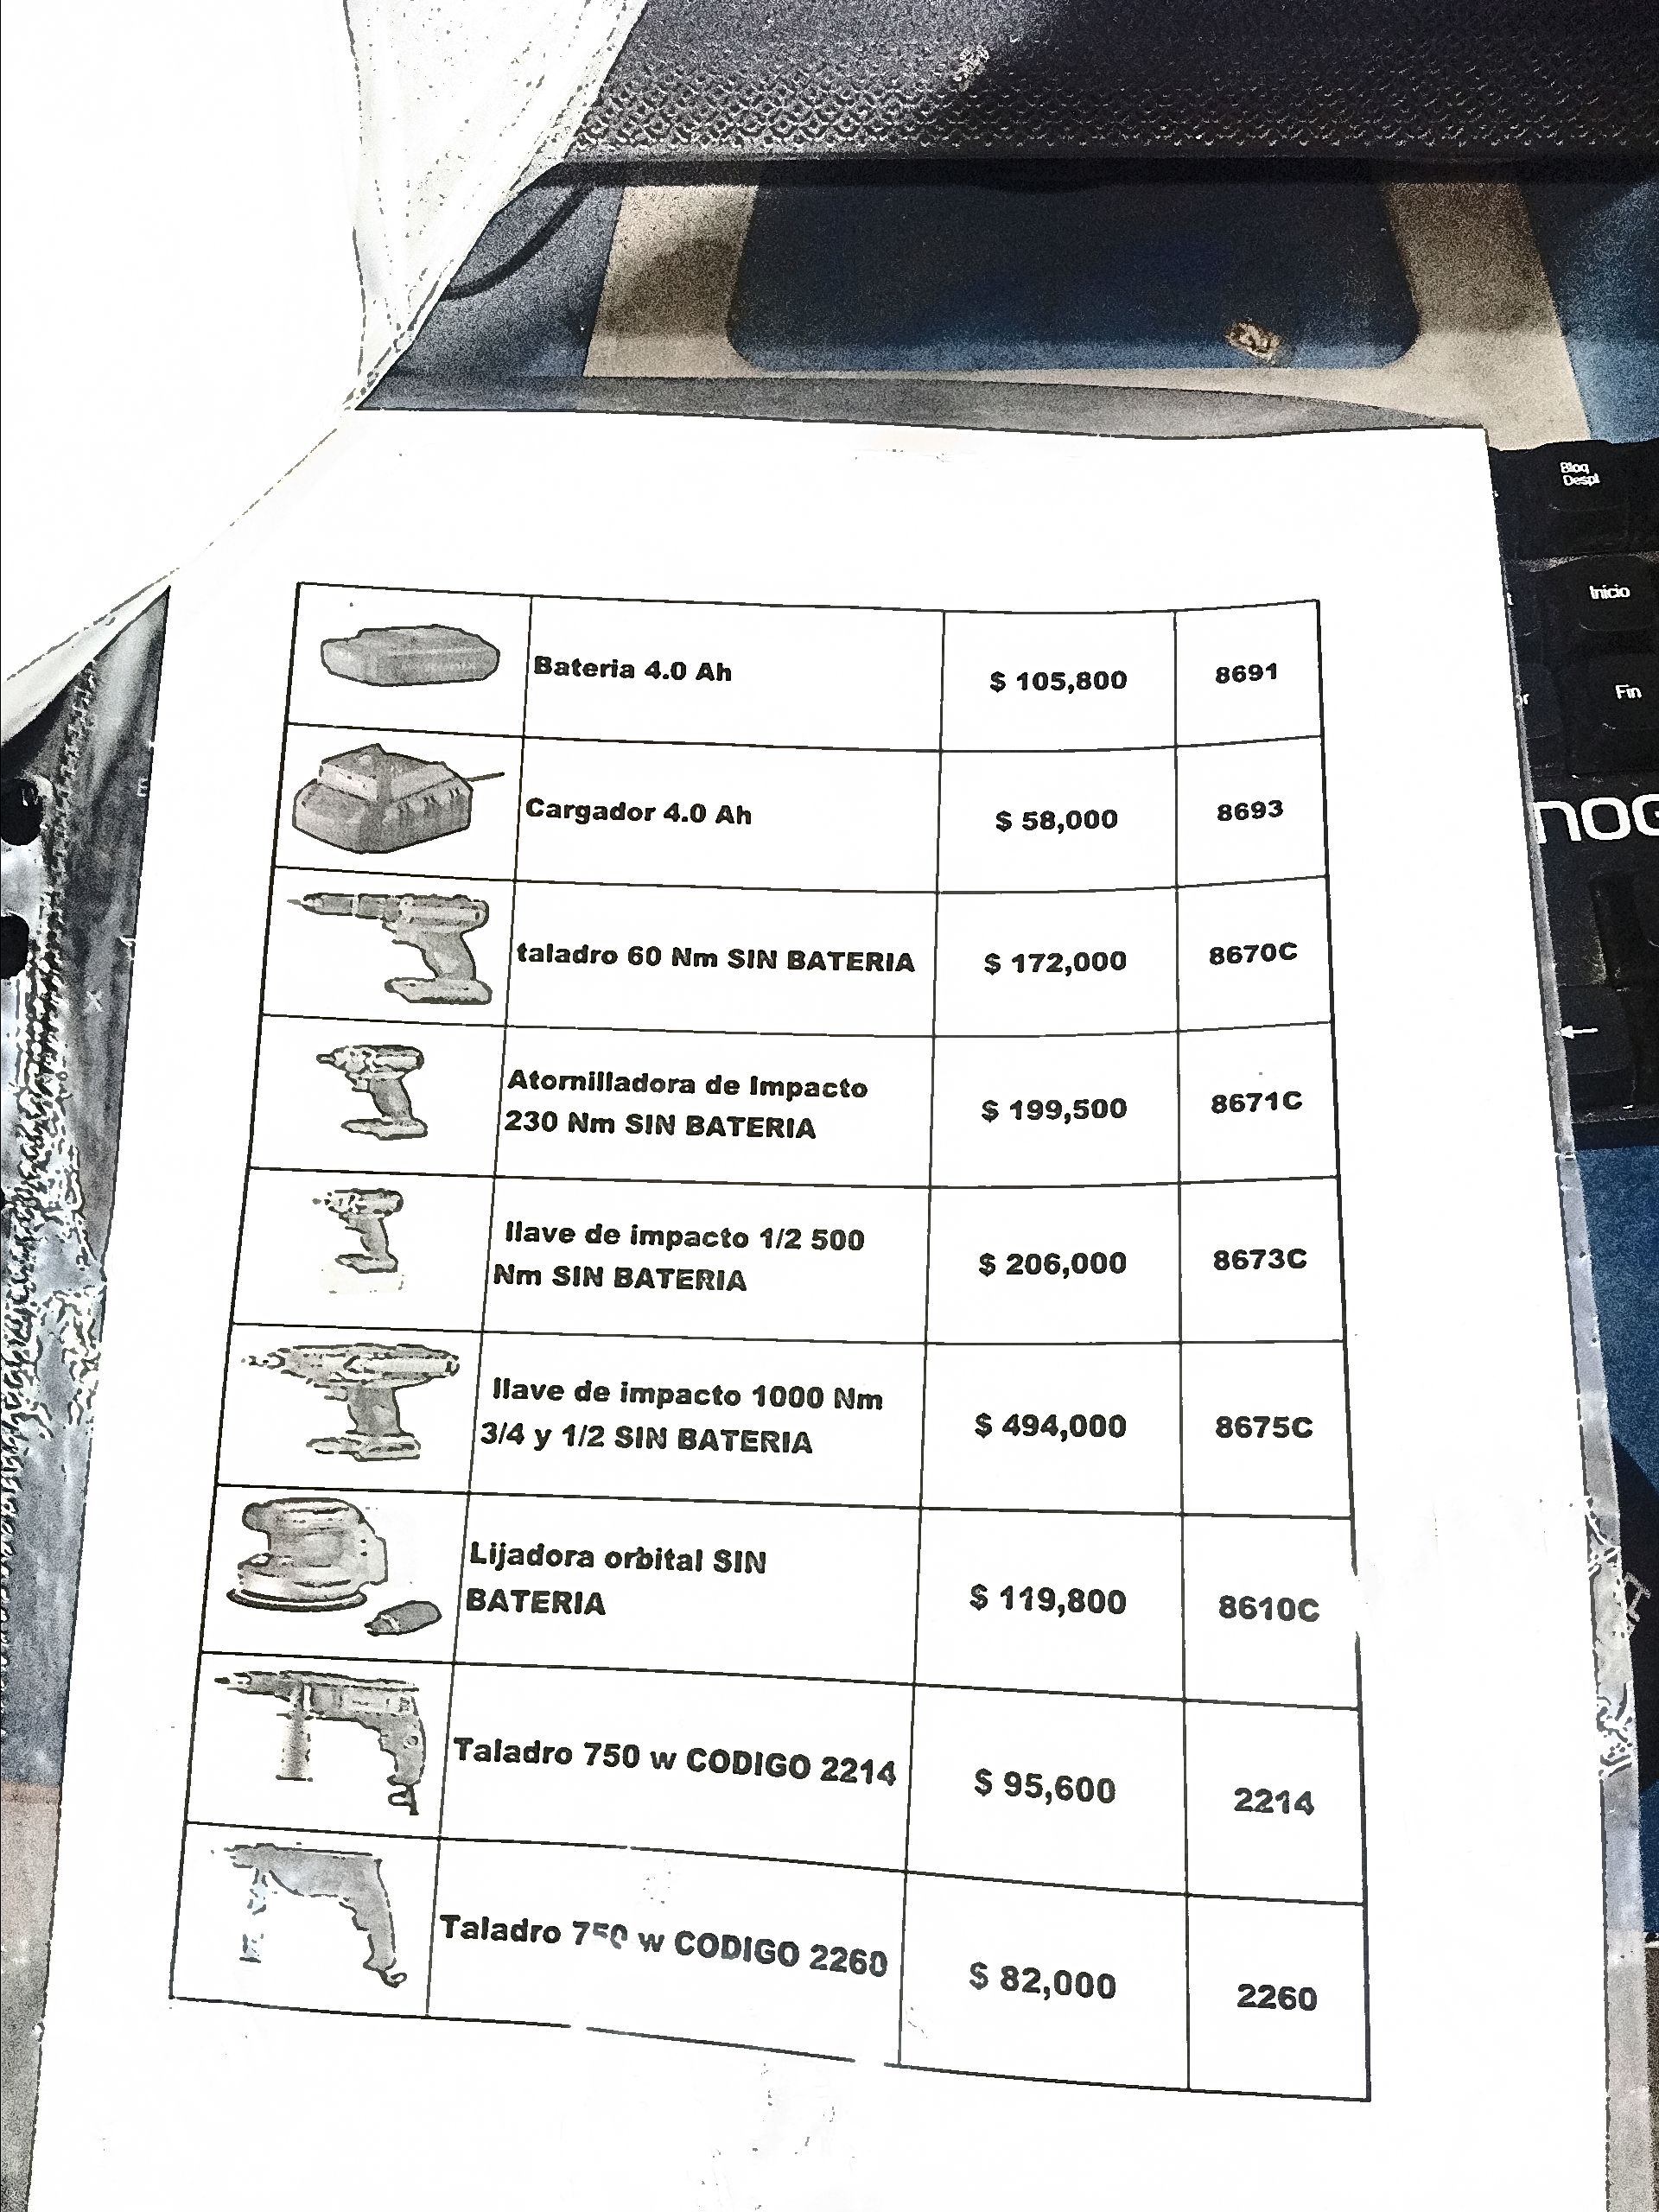 Bloq
Despl
Inicio
Fin
Bateria 4.0 Ah $ 105,800 8691
Cargador 4.0 Ah $ 58,000 8693
taladro 60 Nm SIN BATERIA $ 172,000 8670C
Atornilladora de Impacto
230 Nm SIN BATERIA $ 199,500 8671C
llave de impacto 1/2 500
Nm SIN BATERIA $ 206,000 8673C
llave de impacto 1000 Nm
3/4 y 1/2 SIN BATERIA $ 494,000 8675C
Lijadora orbital SIN
BATERIA $ 119,800 8610C
Taladro 750 w CODIGO 2214 $ 95,600 2214
Taladro 750 w CODIGO 2260 $ 82,000 2260